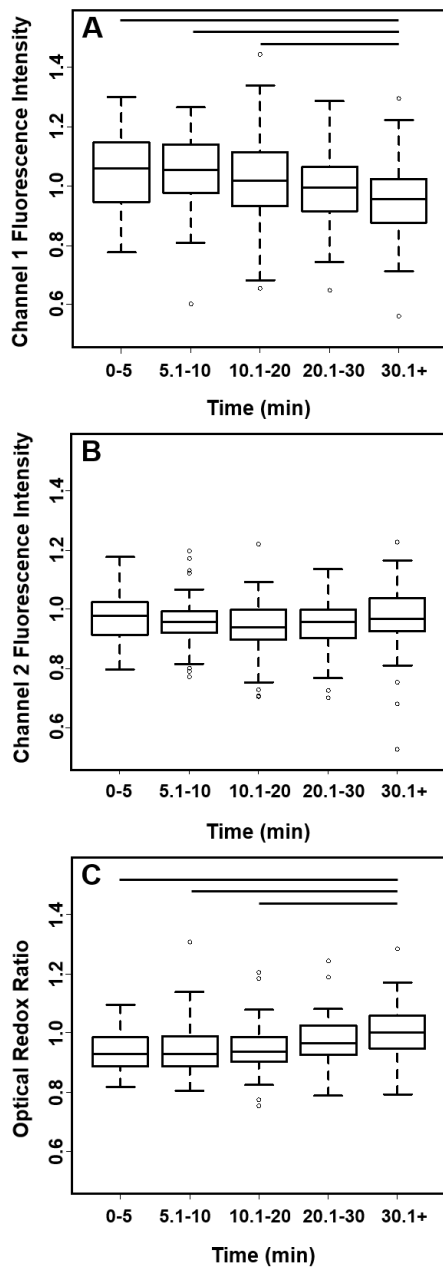 A
Channel 1 Fluorescence Intensity
1.4
1.2
1.0
0.8
0.6
0-5 5.1-10 10.1-20 20.1-30 30.1+
Time (min)
B
Channel 2 Fluorescence Intensity
1.4
1.2
1.0
0.8
0.6
0-5 5.1-10 10.1-20 20.1-30 30.1+
Time (min)
C
Optical Redox Ratio
1.4
1.2
1.0
0.8
0.6
0-5 5.1-10 10.1-20 20.1-30 30.1+
Time (min)